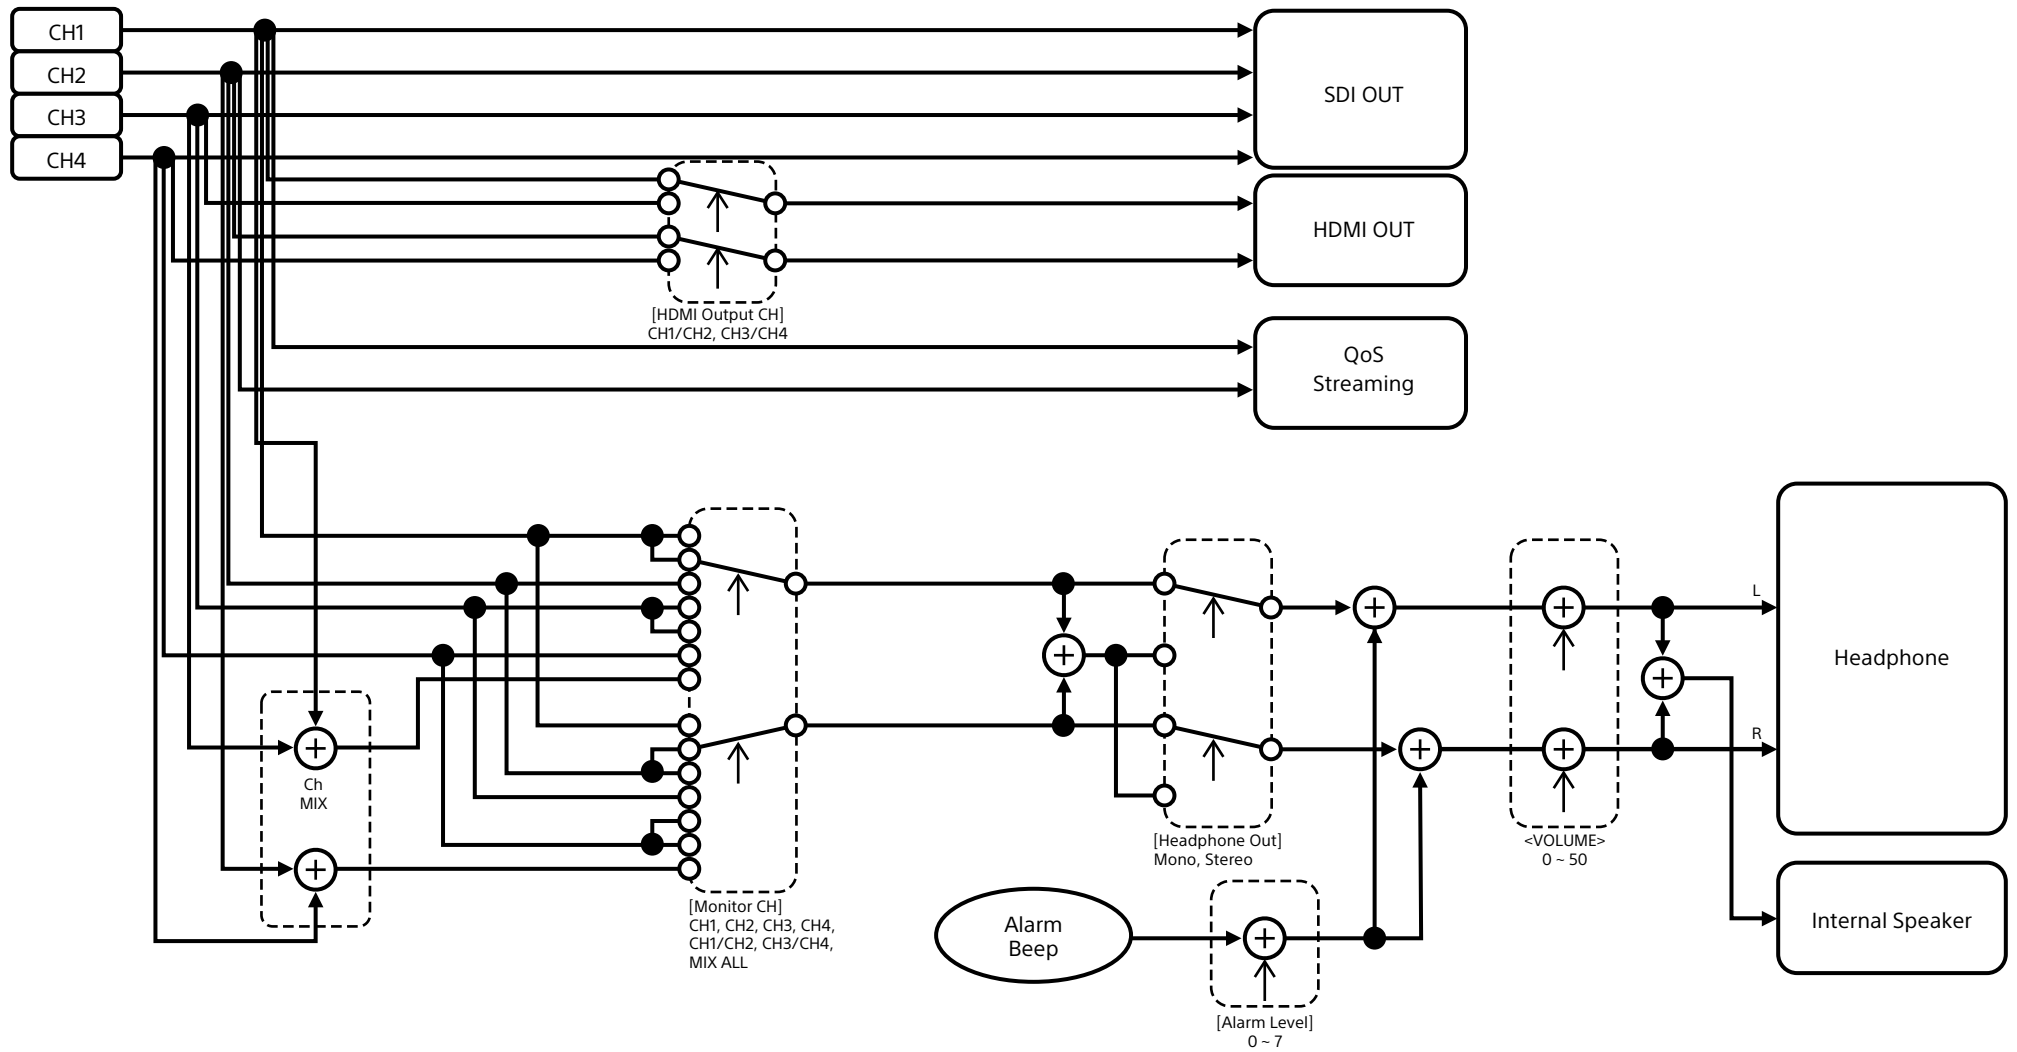 CH1
CH2
CH3
CH4
SDI OUT
HDMI OUT
[HDMI Output CH]
CH1/CH2, CH3/CH4
QoS
Streaming
L
R
Headphone
Ch
MIX
[Headphone Out]
Mono, Stereo
<VOLUME>
0 ~ 50
[Monitor CH]
CH1, CH2, CH3, CH4,
CH1/CH2, CH3/CH4,
MIX ALL
Alarm
Beep
Internal Speaker
[Alarm Level]
0 ~ 7